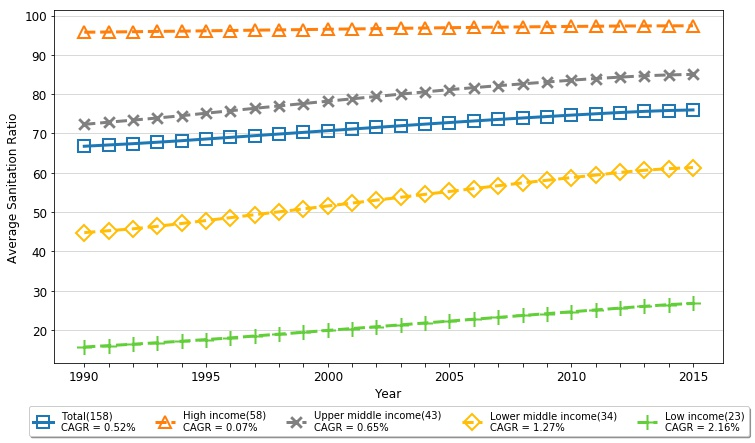 100
90
80
70
60
50
40
30
20
Average Sanitation Ratio
1990 1995 2000 2005 2010 2015
Year
Total(158)
CAGR = 0.52%
High income(58)
CAGR = 0.07%
Upper middle income(43)
CAGR = 0.65%
Lower middle income(34)
CAGR = 1.27%
Low income(23)
CAGR = 2.16%